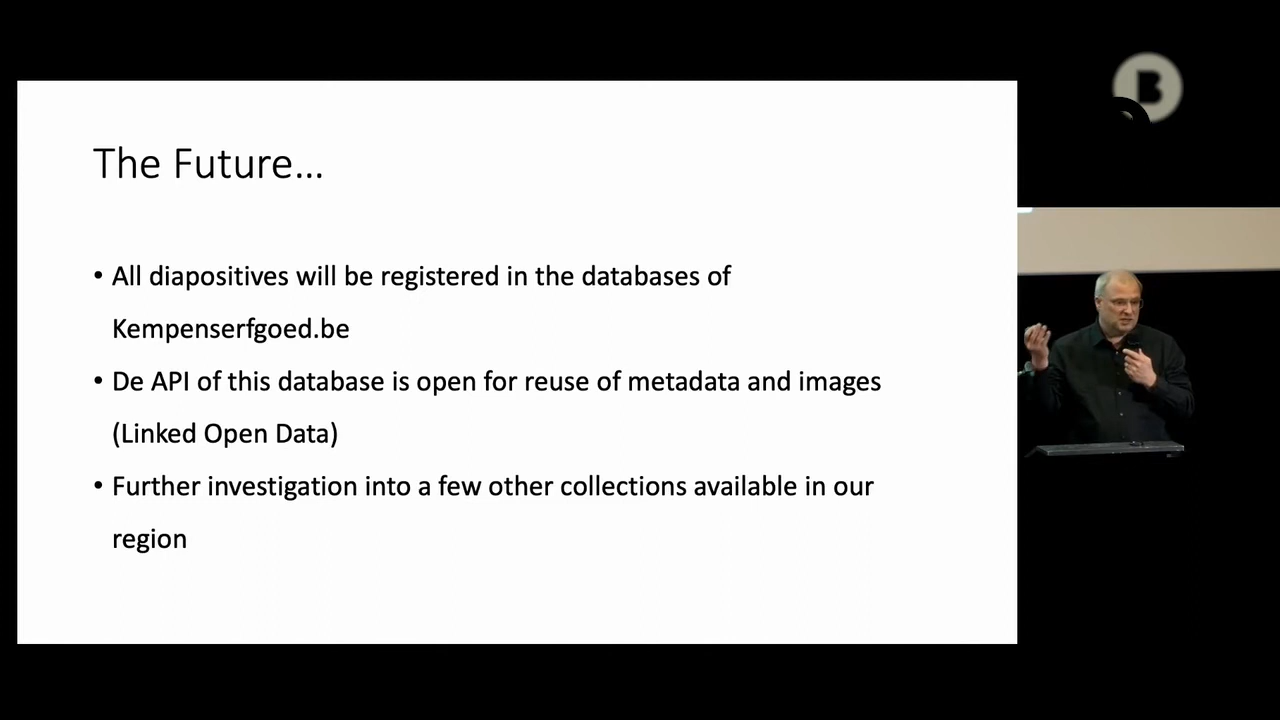 B
The Future...
• All diapositives will be registered in the databases of
Kempenserfgoed.be
• De API of this database is open for reuse of metadata and images
(Linked Open Data)
• Further investigation into a few other collections available in our
region